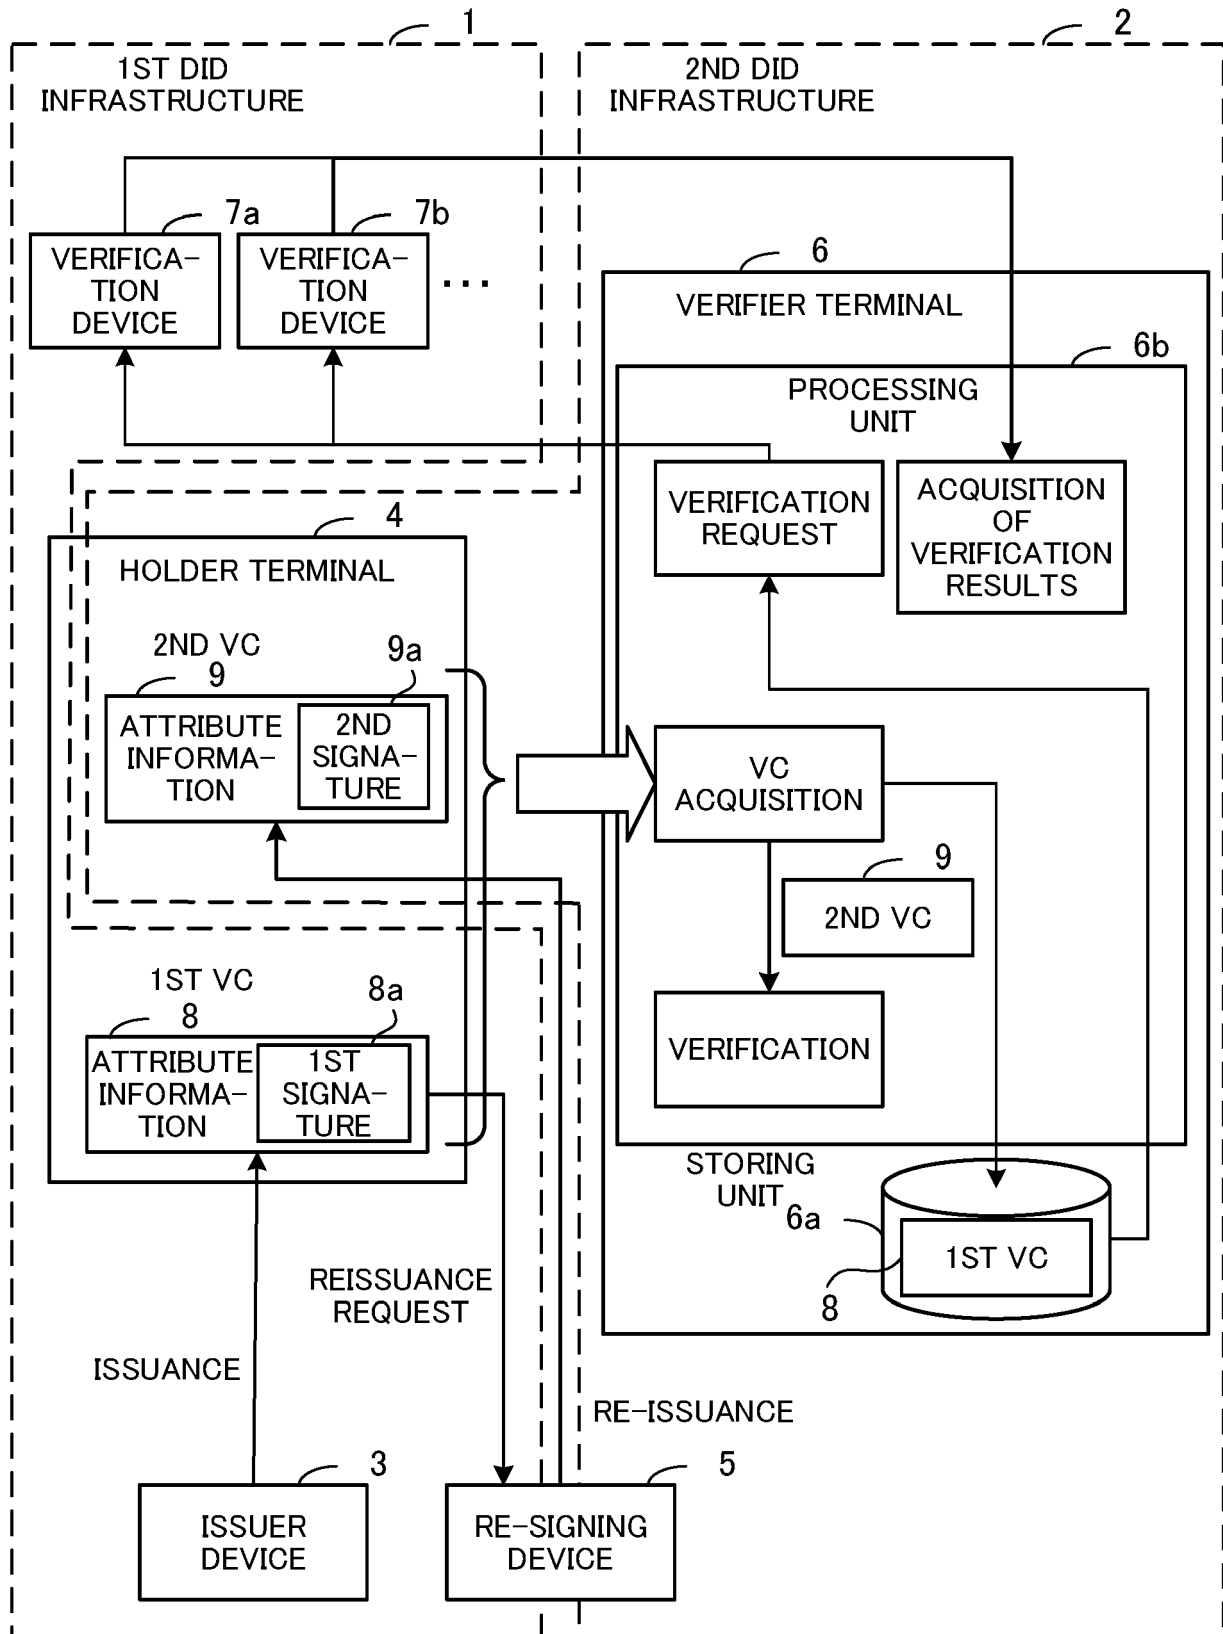 1
2
1ST DID
INFRASTRUCTURE
2ND DID
INFRASTRUCTURE
7a
7b
VERIFICA-
TION
DEVICE
VERIFICA-
TION
DEVICE
...
6
VERIFIER TERMINAL
6b
PROCESSING
UNIT
VERIFICATION
REQUEST
ACQUISITION
OF
VERIFICATION
RESULTS
4
HOLDER TERMINAL
2ND VC
9
9a
ATTRIBUTE
INFORMA-
TION
2ND
SIGNA-
TURE
VC
ACQUISITION
9
2ND VC
1ST VC
8
8a
ATTRIBUTE
INFORMA-
TION
1ST
SIGNA-
TURE
VERIFICATION
STORING
UNIT
6a
1ST VC
8
REISSUANCE
REQUEST
ISSUANCE
RE-ISSUANCE
3
5
ISSUER
DEVICE
RE-SIGNING
DEVICE